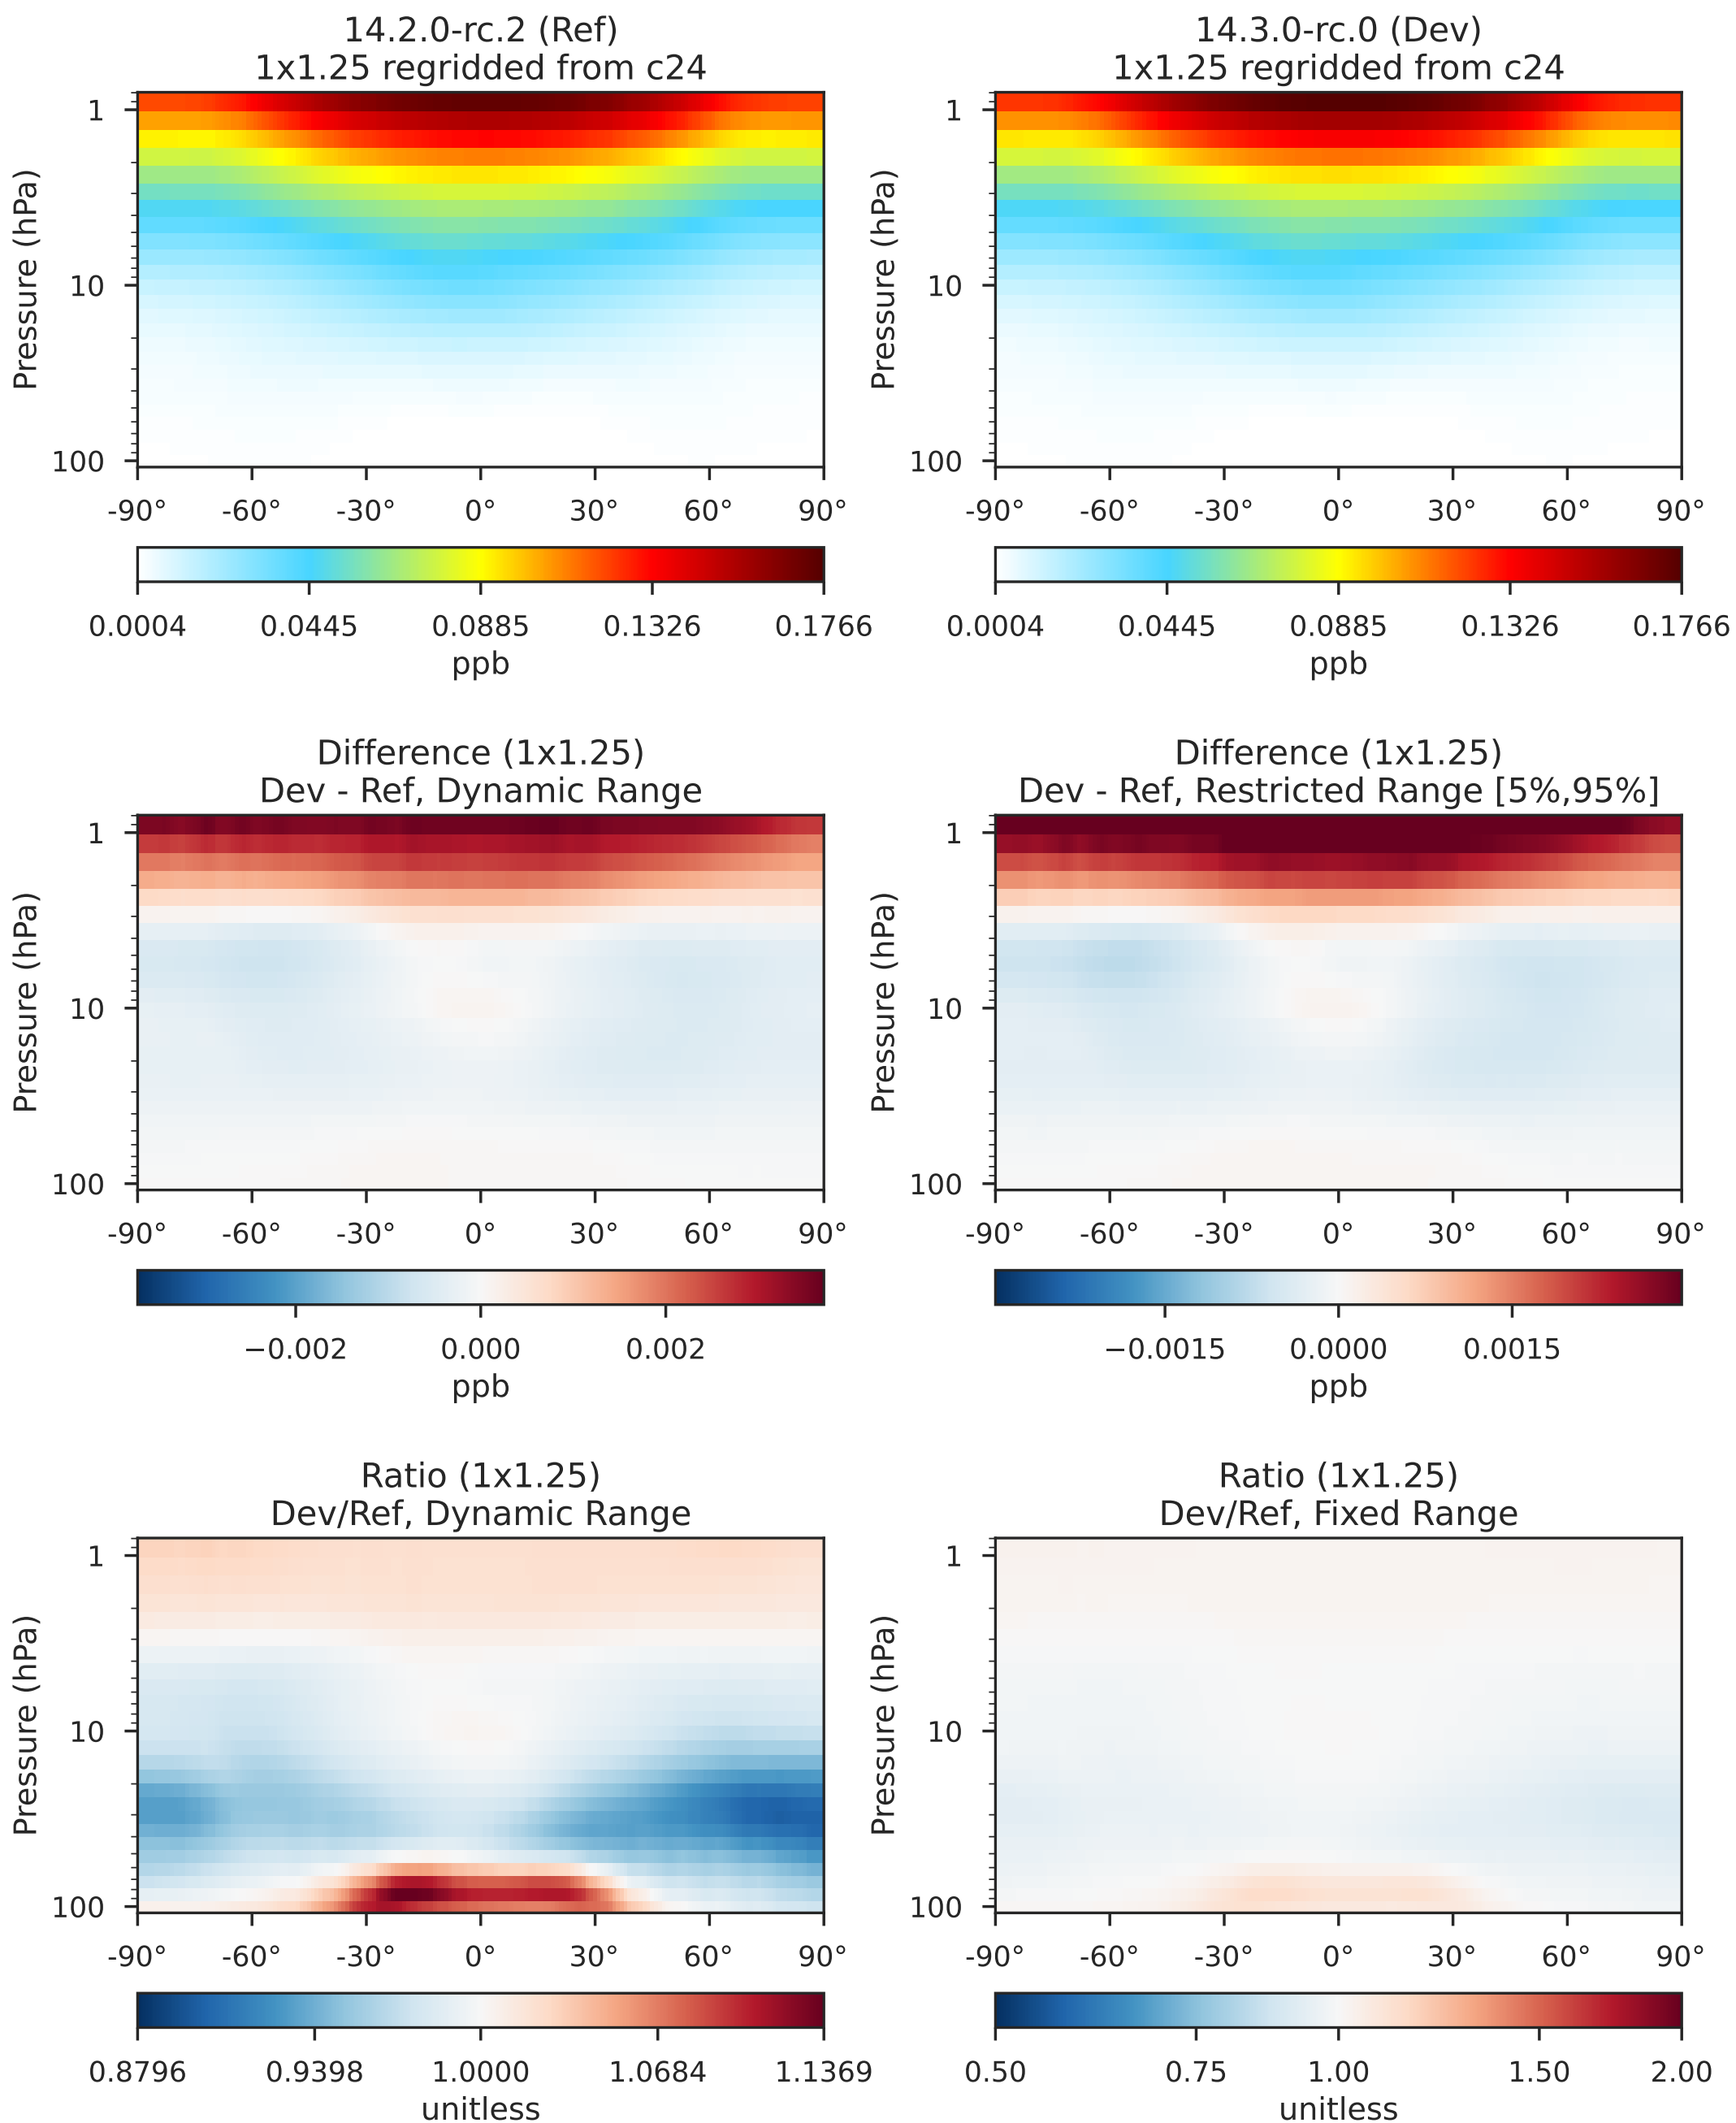 14.2.0-rc.2 (Ref)
1x1.25 regridded from c24
14.3.0-rc.0 (Dev)
1x1.25 regridded from c24
Pressure (hPa)
1
10
100
-90° -60° -30° 0° 30° 60° 90°
Pressure (hPa)
1
10
100
-90° -60° -30° 0° 30° 60° 90°
0.0004 0.0445 0.0885 0.1326 0.1766
ppb
0.0004 0.0445 0.0885 0.1326 0.1766
ppb
Difference (1x1.25)
Dev - Ref, Dynamic Range
Difference (1x1.25)
Dev - Ref, Restricted Range [5%,95%]
Pressure (hPa)
1
10
100
-90° -60° -30° 0° 30° 60° 90°
Pressure (hPa)
1
10
100
-90° -60° -30° 0° 30° 60° 90°
−0.002 0.000 0.002
ppb
−0.0015 0.0000 0.0015
ppb
Ratio (1x1.25)
Dev/Ref, Dynamic Range
Ratio (1x1.25)
Dev/Ref, Fixed Range
Pressure (hPa)
1
10
100
-90° -60° -30° 0° 30° 60° 90°
Pressure (hPa)
1
10
100
-90° -60° -30° 0° 30° 60° 90°
0.8796 0.9398 1.0000 1.0684 1.1369
unitless
0.50 0.75 1.00 1.50 2.00
unitless